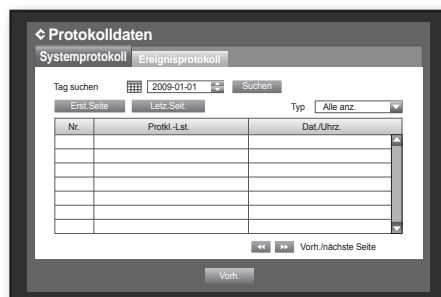 Protokolldaten
Systemprotokoll Ereignisprotokoll
Tag suchen 2009-01-01 Suchen
Erst.Seite Letz.Seit. Typ Alle anz.
Nr. Protkl.-Lst. Dat./Uhrz.
Vorh./nächste Seite
Vorh.